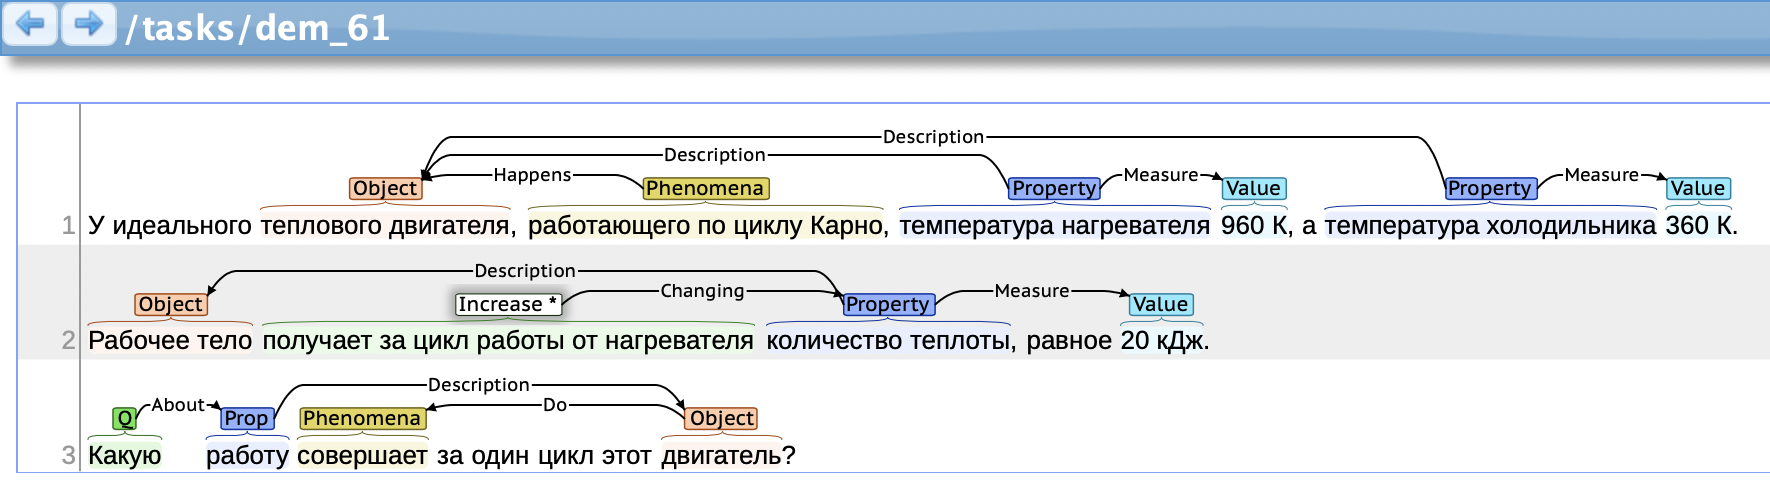 /tasks/dem_61
Description
Description
Happens Measure Measure
Object Phenomena Property Value Property Value
1 У идеального теплового двигателя, работающего по циклу Карно, температура нагревателя 960 К, а температура холодильника 360 К.
Description
Changing Measure
Object Increase * Property Value
2 Рабочее тело получает за цикл работы от нагревателя количество теплоты, равное 20 кДж.
Description
About Do
Q Prop Phenomena Object
3 Какую работу совершает за один цикл этот двигатель?